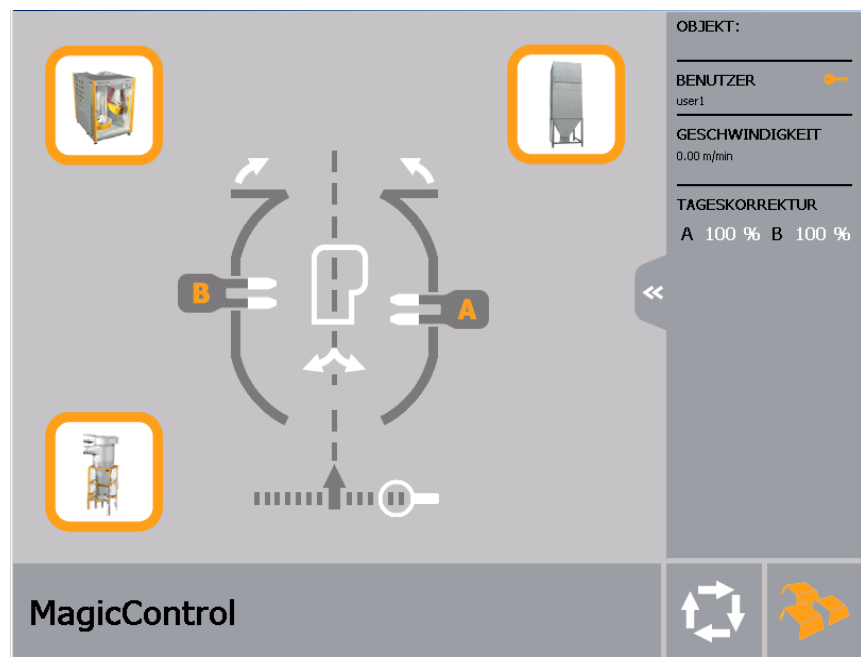 OBJEKT:
BENUTZER
user1
GESCHWINDIGKEIT
0.00 m/min
TAGESKORREKTUR
A 100 % B 100 %
B
A
MagicControl